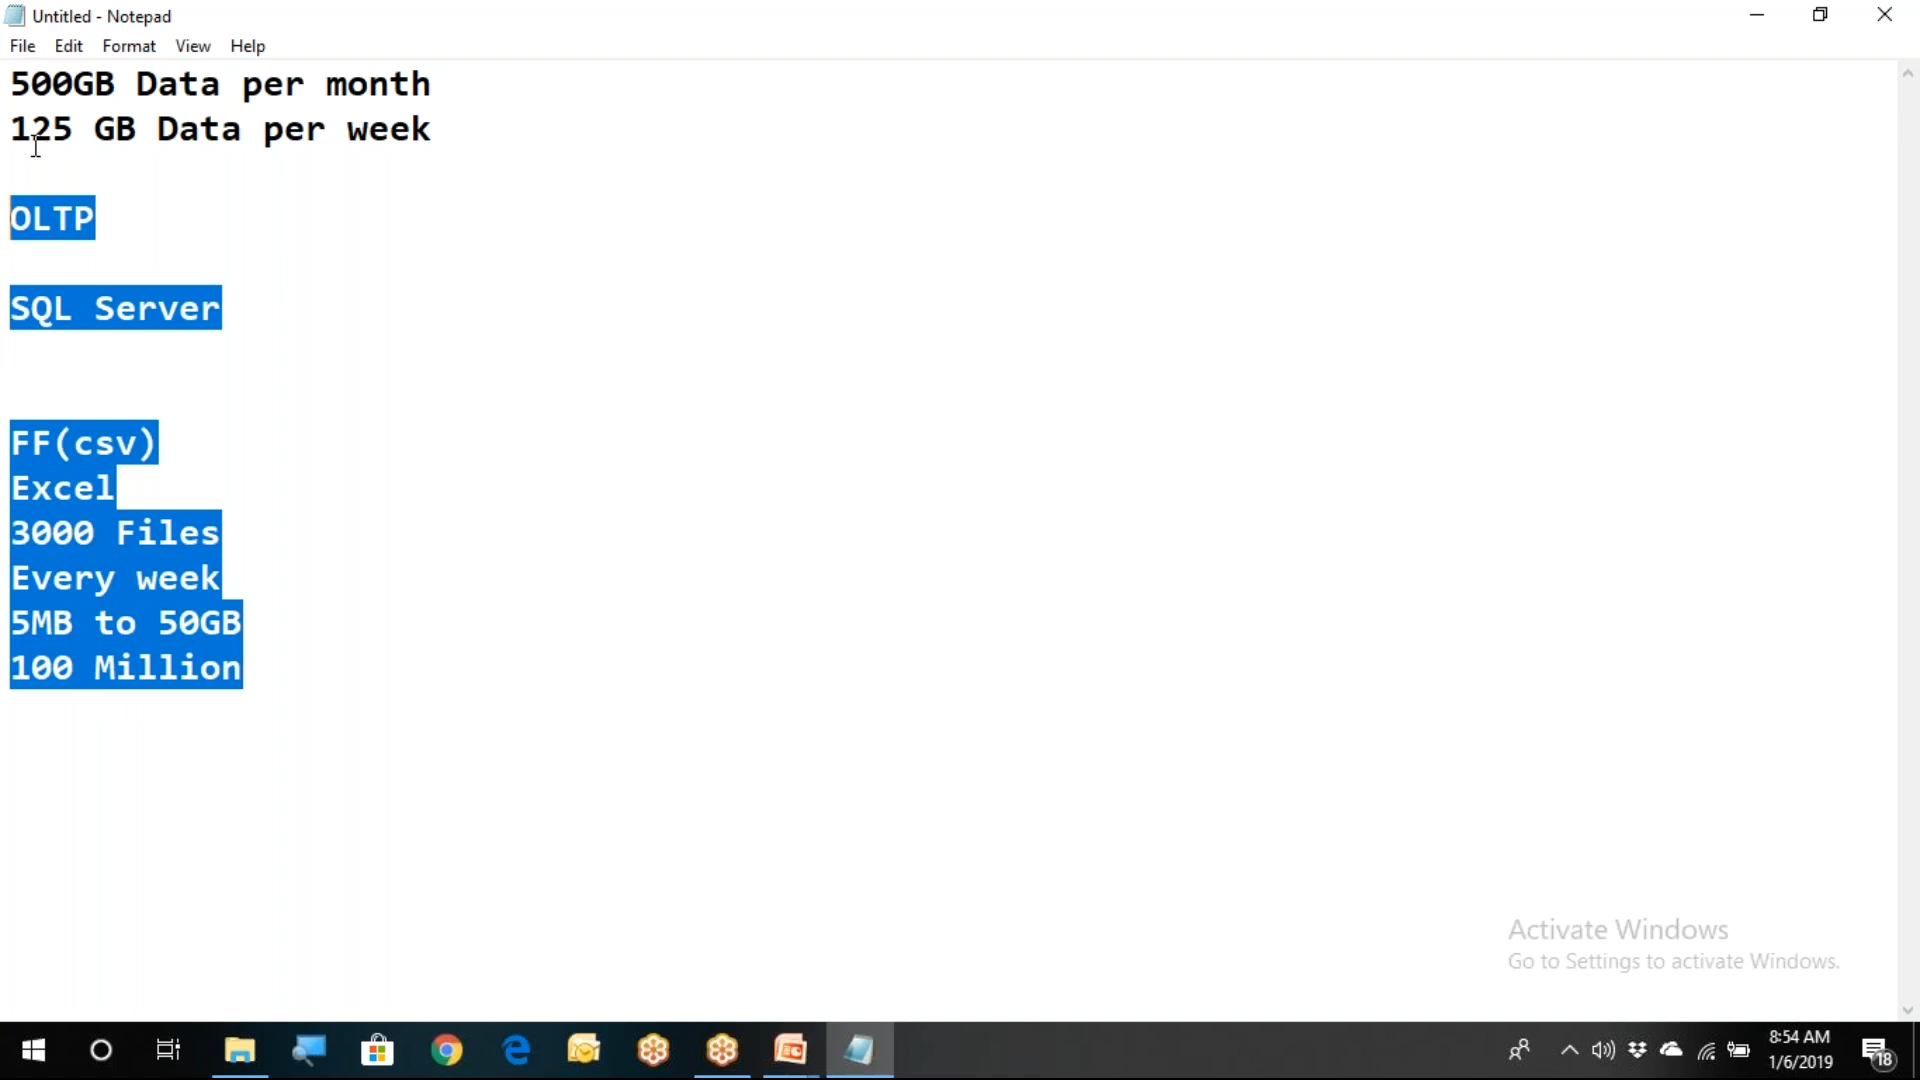 Untitled - Notepad
File Edit Format View Help
500GB Data per month
125 GB Data per week
OLTP
SQL Server
FF(csv)
Excel
3000 Files
Every week
5MB to 50GB
100 Million
Activate Windows
Go to Settings to activate Windows.
8:54 AM
1/6/2019
18